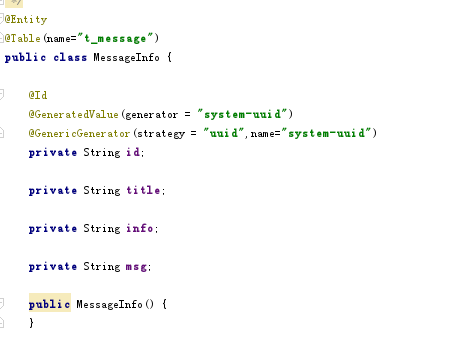 */
@Entity
@Table(name="t_message")
public class MessageInfo {
@Id
@GeneratedValue(generator = "system-uuid")
@GenericGenerator(strategy = "uuid",name="system-uuid")
private String id;
private String title;
private String info;
private String msg;
public MessageInfo() {
}